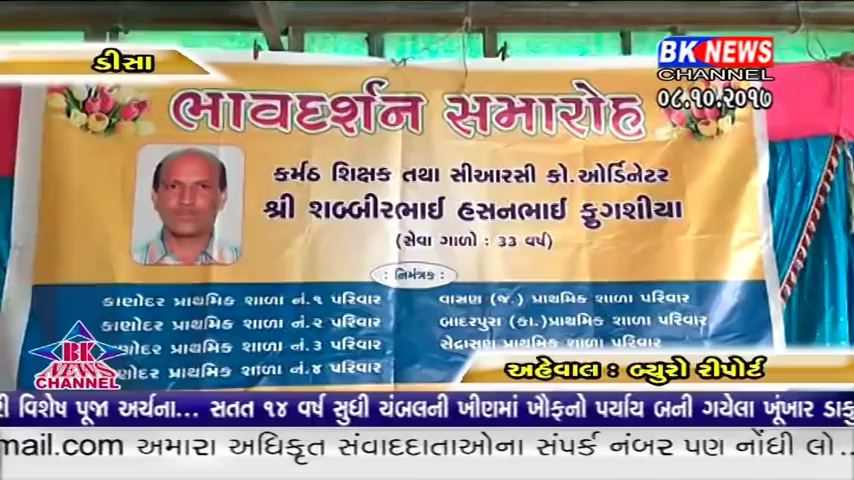 ડીસા
BK NEWS
CHANNEL
૦૮.૧૦.૨૦૧૭
ભાવદર્શન સમારોહ
કર્મઠ શિક્ષક તથા સીઆરસી કો.ઓર્ડિનેટર
શ્રી શબ્બીરભાઈ હસનભાઈ કુગશીયા
(સેવા ગાળો : 33 વર્ષ)
: નિમંત્રક :
કાણોદર પ્રાથમિક શાળા નં.૧ પરિવાર
કાણોદર પ્રાથમિક શાળા નં.૨ પરિવાર
કાણોદર પ્રાથમિક શાળા નં.૩ પરિવાર
પ્રાથમિક શાળા નં.૪ પરિવાર
વાસણ (જ.) પ્રાથમિક શાળા પરિવાર
બાદરપુરા (કા.)પ્રાથમિક શાળા પરિવાર
સેદ્રાસણ પ્રાથમિક શાળા પરિવાર
BK
NEWS
CHANNEL
અહેવાલ : બ્યુરો રીપોર્ટ
વિશેષ પૂજા અર્ચના... સતત ૧૪ વર્ષ સુધી ચંબલની ખીણમાં ખૌફનો પર્યાય બની ગયેલા ખૂંખાર ડાકુ
mail.com અમારા અધિકૃત સંવાદદાતાઓના સંપર્ક નંબર પણ નોંધી લો...